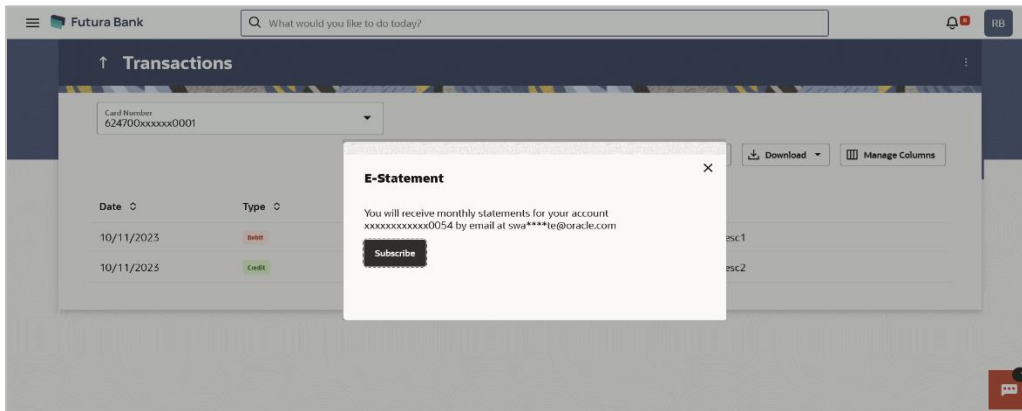 Futura Bank
What would you like to do today?
RB
↑ Transactions
Card Number
624700xxxxxx0001
Download
Manage Columns
E-Statement
You will receive monthly statements for your account
xxxxxxxxxxxx0054 by email at swa****te@oracle.com
Subscribe
Date
Type
10/11/2023
Debit
esc1
10/11/2023
Credit
esc2